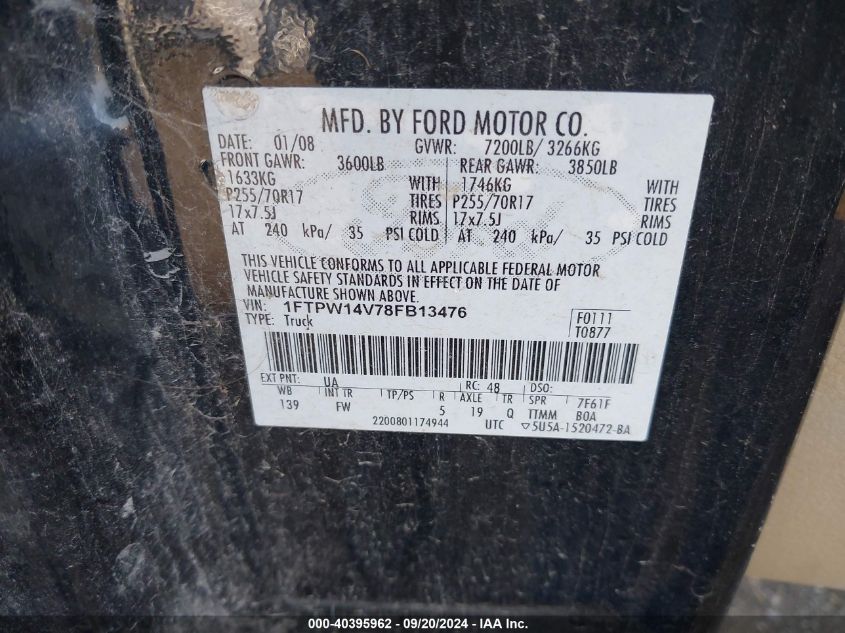 MFD. BY FORD MOTOR CO.
DATE: 01/08 GVWR: 7200LB/ 3266KG
FRONT GAWR: 3600LB REAR GAWR: 3850LB
1633KG WITH 1746KG WITH
P255/70R17 TIRES P255/70R17 TIRES
17x7.5J RIMS 17x7.5J RIMS
AT 240 kPa/ 35 PSI COLD AT 240 kPa/ 35 PSI COLD
THIS VEHICLE CONFORMS TO ALL APPLICABLE FEDERAL MOTOR
VEHICLE SAFETY STANDARDS IN EFFECT ON THE DATE OF
MANUFACTURE SHOWN ABOVE.
VIN: 1FTPW14V78FB13476 F0111
TYPE: Truck T0877
EXT PNT: UA RC: 48 DSO:
WB INT TR TP/PS R AXLE TR SPR 7F61F
139 FW 5 19 Q TTMM BOA
2200801174944 UTC ▽5U5A-1520472-BA
Ford
000-40395962 - 09/20/2024 - IAA Inc.